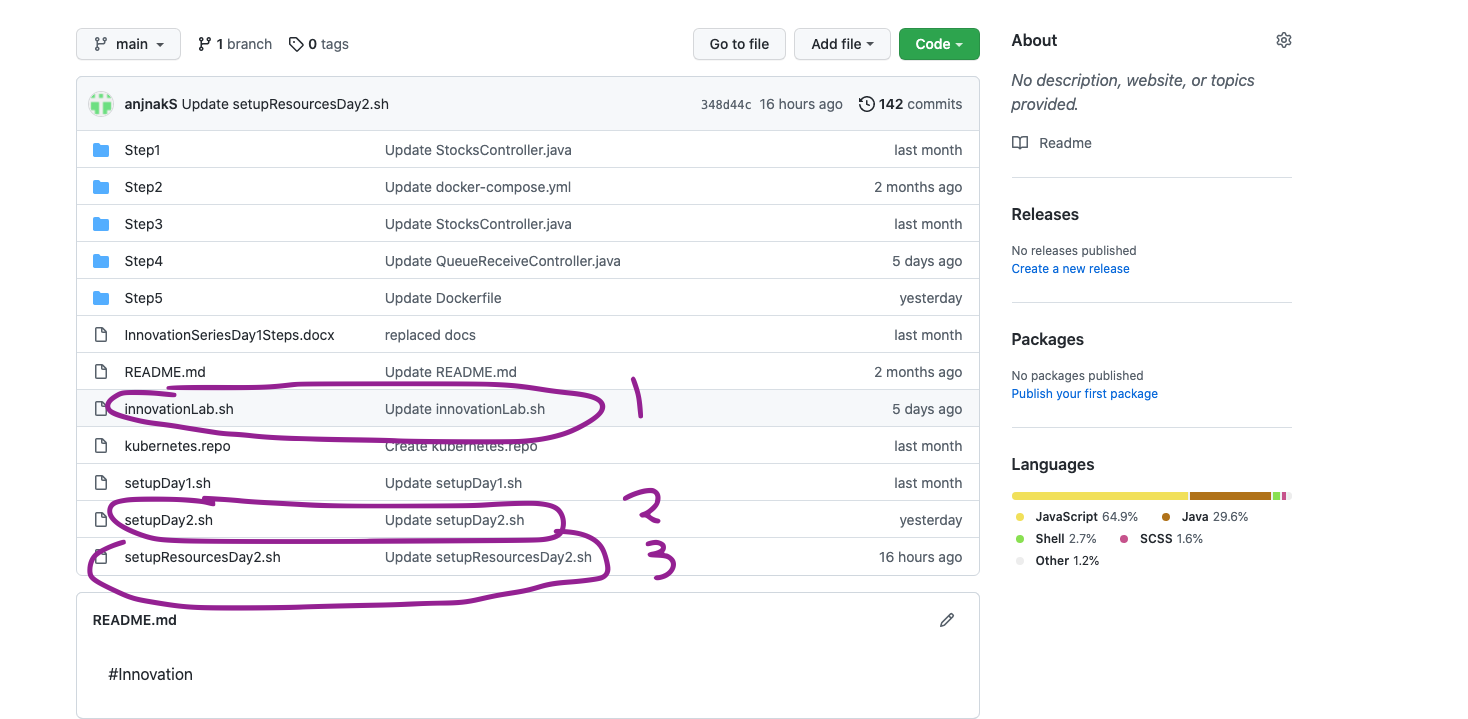 main 1 branch 0 tags Go to file Add file Code
anjnakS Update setupResourcesDay2.sh 348d44c 16 hours ago 142 commits
Step1 Update StocksController.java last month
Step2 Update docker-compose.yml 2 months ago
Step3 Update StocksController.java last month
Step4 Update QueueReceiveController.java 5 days ago
Step5 Update Dockerfile yesterday
InnovationSeriesDay1Steps.docx replaced docs last month
README.md Update README.md 2 months ago
innovationLab.sh Update innovationLab.sh 5 days ago 1
kubernetes.repo Create kubernetes.repo last month
setupDay1.sh Update setupDay1.sh last month
setupDay2.sh Update setupDay2.sh yesterday 2
setupResourcesDay2.sh Update setupResourcesDay2.sh 16 hours ago 3
README.md
#Innovation
About
No description, website, or topics
provided.
Readme
Releases
No releases published
Create a new release
Packages
No packages published
Publish your first package
Languages
JavaScript 64.9% Java 29.6%
Shell 2.7% SCSS 1.6%
Other 1.2%